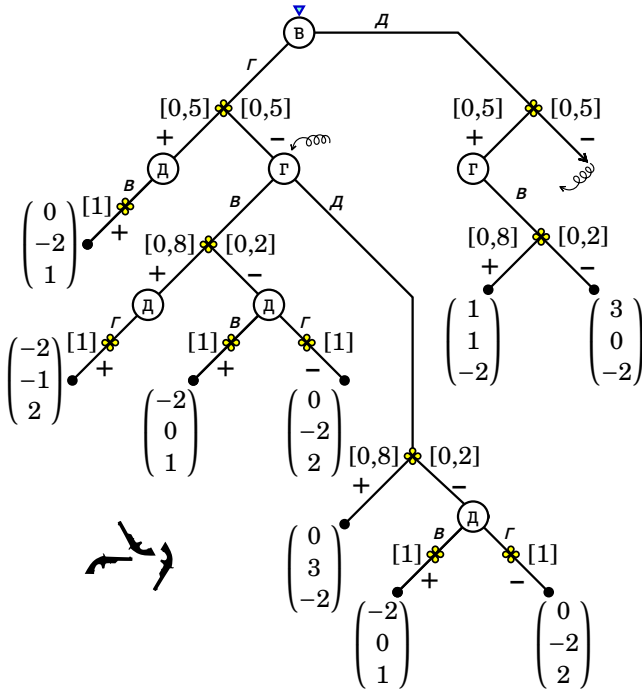 в
д
г
[0,5] [0,5] [0,5] [0,5]
+ − + −
д г г
[1] в + в д в
[0,8] [0,2] [0,8] [0,2]
+ − + −
0
−2
1
д д
[1] г + [1] в + г [1] −
1
1
−2
3
0
−2
−2
−1
2
−2
0
1
0
−2
2
[0,8] [0,2]
+ −
д
0
3
−2
[1] в + г [1] −
−2
0
1
0
−2
2